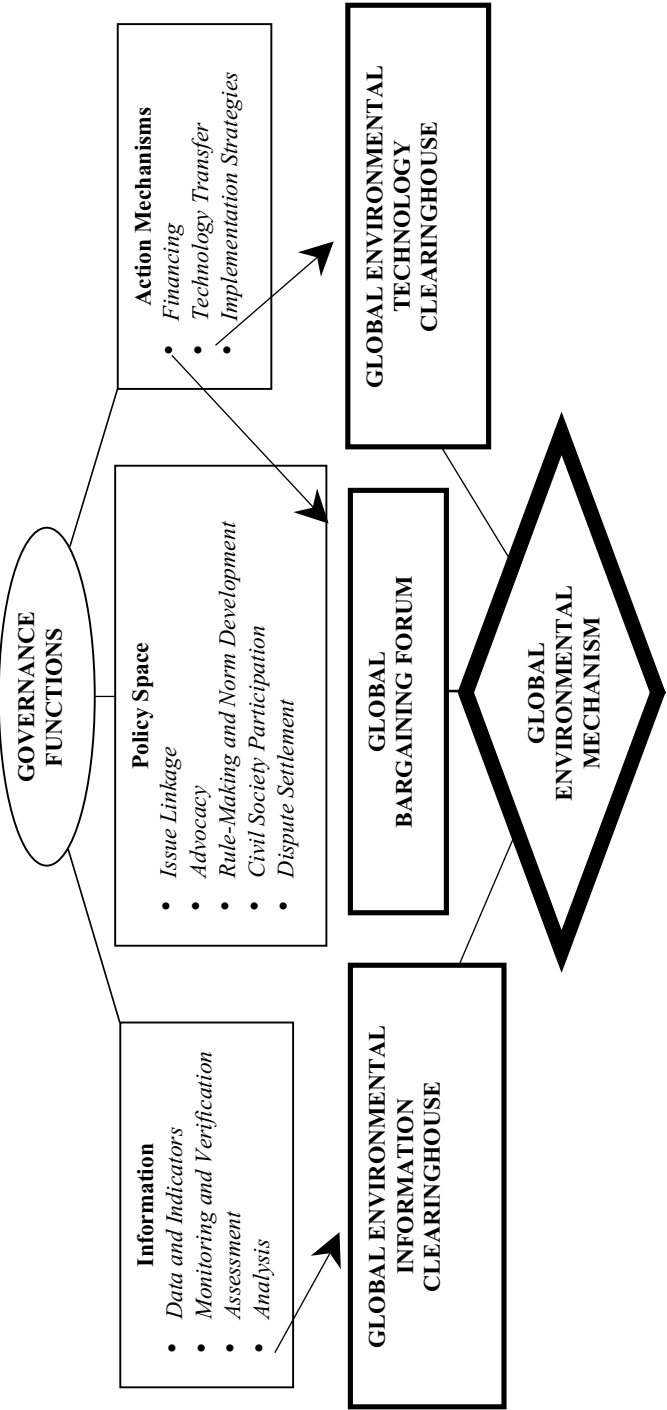 GOVERNANCE
FUNCTIONS
Information
• Data and Indicators
• Monitoring and Verification
• Assessment
• Analysis
Policy Space
• Issue Linkage
• Advocacy
• Rule-Making and Norm Development
• Civil Society Participation
• Dispute Settlement
Action Mechanisms
• Financing
• Technology Transfer
• Implementation Strategies
GLOBAL ENVIRONMENTAL
INFORMATION
CLEARINGHOUSE
GLOBAL
BARGAINING FORUM
GLOBAL ENVIRONMENTAL
TECHNOLOGY
CLEARINGHOUSE
GLOBAL
ENVIRONMENTAL
MECHANISM